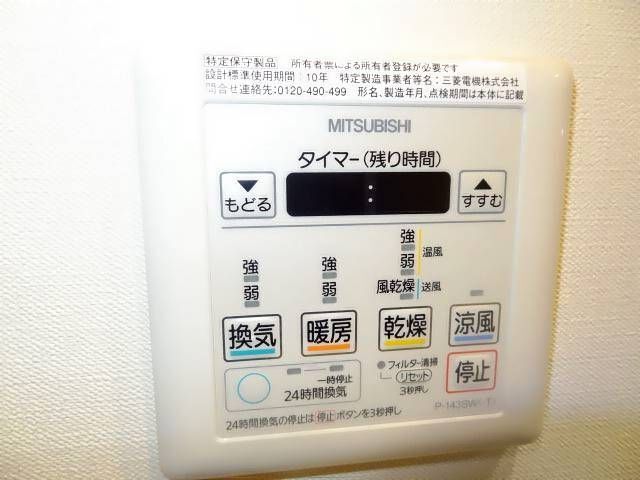 特定保守製品 所有者票による所有者登録が必要です
設計標準使用期間：10年 特定製造事業者等名：三菱電機株式会社
問合せ連絡先：0120-490-499 形名、製造年月、点検期間は本体に記載
MITSUBISHI
タイマー（残り時間）
▼ もどる
:
▲ すすむ
強 強 強 温風
弱 弱 弱
風乾燥 送風
換気 暖房 乾燥 涼風
一時停止
24時間換気
フィルター清掃
リセット
3秒押し
停止
24時間換気の停止は 停止 ボタンを3秒押し